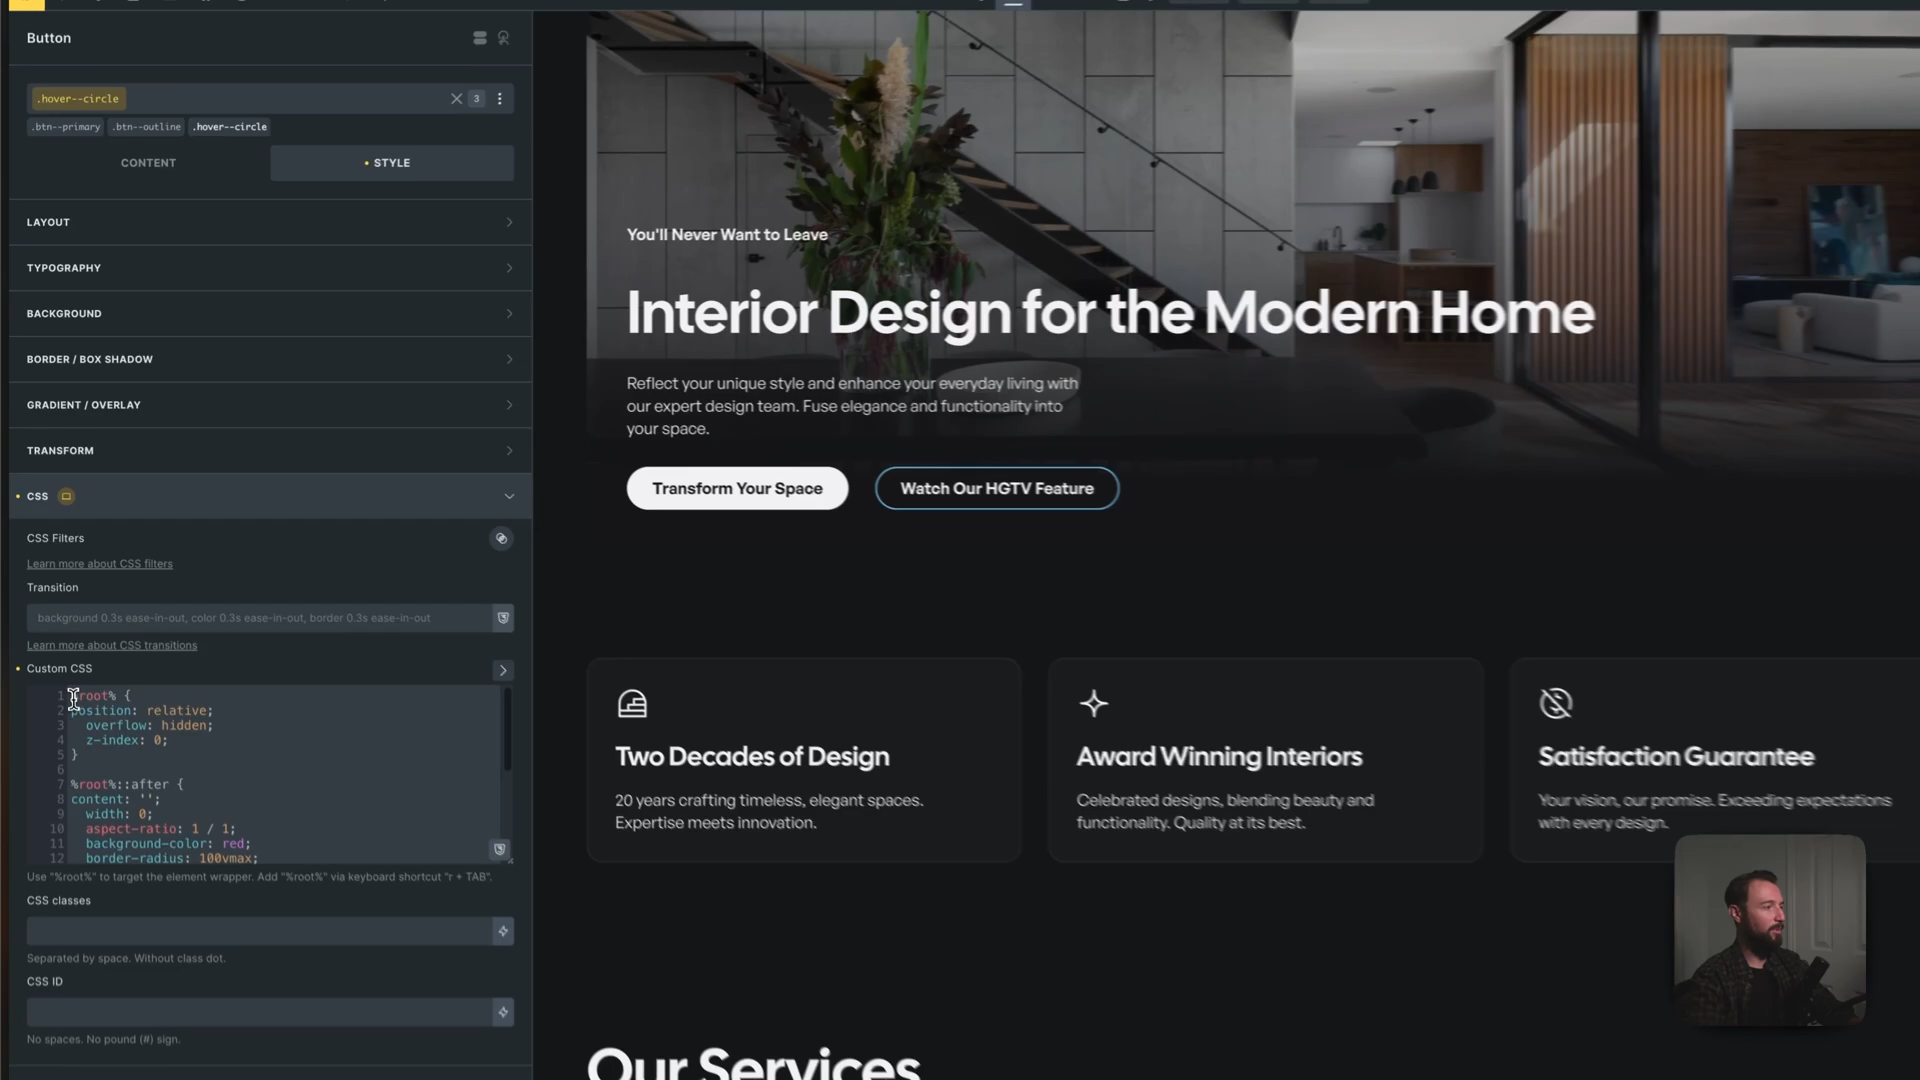 Button
.hover--circle
3
.btn--primary .btn--outline .hover--circle
CONTENT
STYLE
LAYOUT
TYPOGRAPHY
BACKGROUND
BORDER / BOX SHADOW
GRADIENT / OVERLAY
TRANSFORM
CSS
CSS Filters
Learn more about CSS filters
Transition
background 0.3s ease-in-out, color 0.3s ease-in-out, border 0.3s ease-in-out
Learn more about CSS transitions
Custom CSS
1 %root% {
2 position: relative;
3 overflow: hidden;
4 z-index: 0;
5 }
6
7 %root%::after {
8 content: '';
9 width: 0;
10 aspect-ratio: 1 / 1;
11 background-color: red;
12 border-radius: 100vmax;
Use "%root%" to target the element wrapper. Add "%root%" via keyboard shortcut "r + TAB".
CSS classes
Separated by space. Without class dot.
CSS ID
No spaces. No pound (#) sign.
You'll Never Want to Leave
Interior Design for the Modern Home
Reflect your unique style and enhance your everyday living with
our expert design team. Fuse elegance and functionality into
your space.
Transform Your Space
Watch Our HGTV Feature
Two Decades of Design
20 years crafting timeless, elegant spaces.
Expertise meets innovation.
Award Winning Interiors
Celebrated designs, blending beauty and
functionality. Quality at its best.
Satisfaction Guarantee
Your vision, our promise. Exceeding expectations
with every design.
Our Services